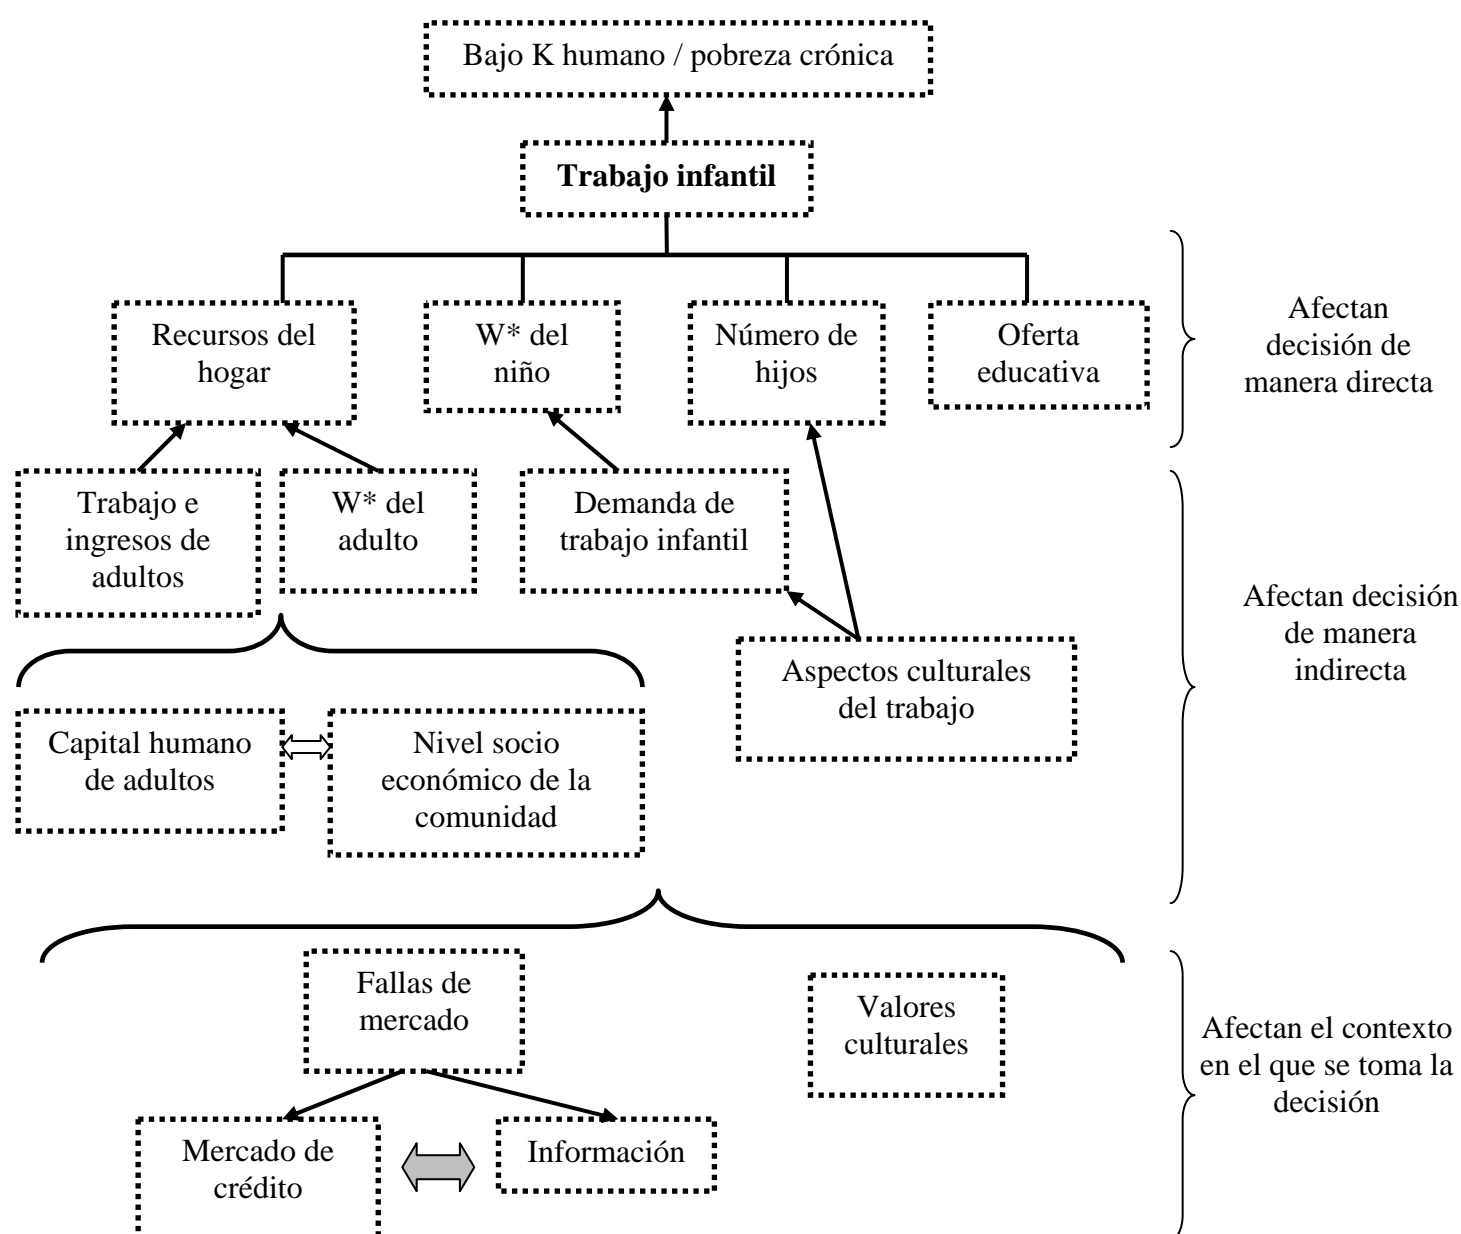 Bajo K humano / pobreza crónica
Trabajo infantil
Recursos del
hogar
W* del
niño
Número de
hijos
Oferta
educativa
Afectan
decisión de
manera directa
Trabajo e
ingresos de
adultos
W* del
adulto
Demanda de
trabajo infantil
Aspectos culturales
del trabajo
Afectan decisión
de manera
indirecta
Capital humano
de adultos
Nivel socio
económico de la
comunidad
Fallas de
mercado
Valores
culturales
Mercado de
crédito
Información
Afectan el contexto
en el que se toma la
decisión